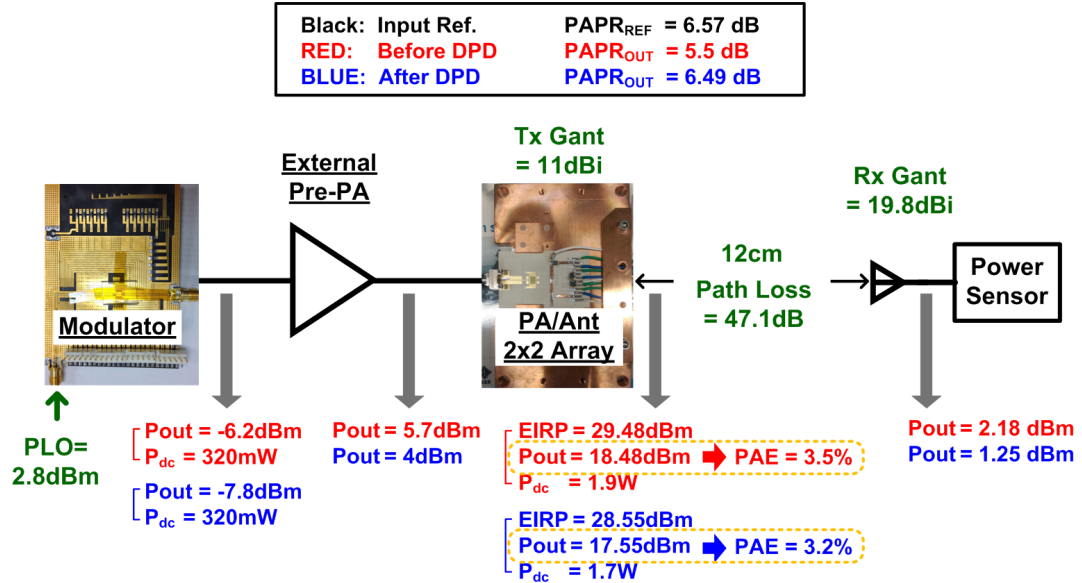 Black: Input Ref. PAPRREF = 6.57 dB
RED: Before DPD PAPROUT = 5.5 dB
BLUE: After DPD PAPROUT = 6.49 dB
Tx Gant
= 11dBi
External
Pre-PA
Rx Gant
= 19.8dBi
12cm
Path Loss
= 47.1dB
Power
Sensor
Modulator
PA/Ant
2x2 Array
PLO=
2.8dBm
Pout = -6.2dBm
Pdc = 320mW
Pout = -7.8dBm
Pdc = 320mW
Pout = 5.7dBm
Pout = 4dBm
EIRP = 29.48dBm
Pout = 18.48dBm PAE = 3.5%
Pdc = 1.9W
EIRP = 28.55dBm
Pout = 17.55dBm PAE = 3.2%
Pdc = 1.7W
Pout = 2.18 dBm
Pout = 1.25 dBm